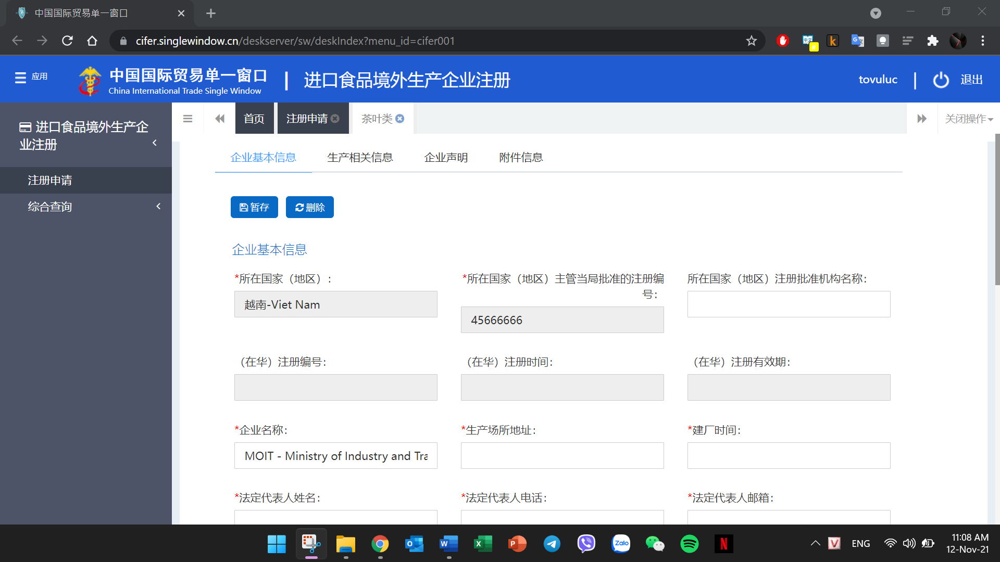 中国国际贸易单一窗口
cifer.singlewindow.cn/deskserver/sw/deskIndex?menu_id=cifer001
应用
中国国际贸易单一窗口
China International Trade Single Window
进口食品境外生产企业注册
tovuluc
退出
进口食品境外生产企
业注册
注册申请
综合查询
首页
注册申请
茶叶类
关闭操作
企业基本信息
生产相关信息
企业声明
附件信息
暂存
删除
企业基本信息
*所在国家（地区）:
*所在国家（地区）主管当局批准的注册编
号:
所在国家（地区）注册批准机构名称:
越南-Viet Nam
45666666
（在华）注册编号:
（在华）注册时间:
（在华）注册有效期:
*企业名称:
*生产场所地址:
*建厂时间:
MOIT - Ministry of Industry and Tra
*法定代表人姓名:
*法定代表人电话:
*法定代表人邮箱:
Zalo
ENG
11:08 AM
12-Nov-21